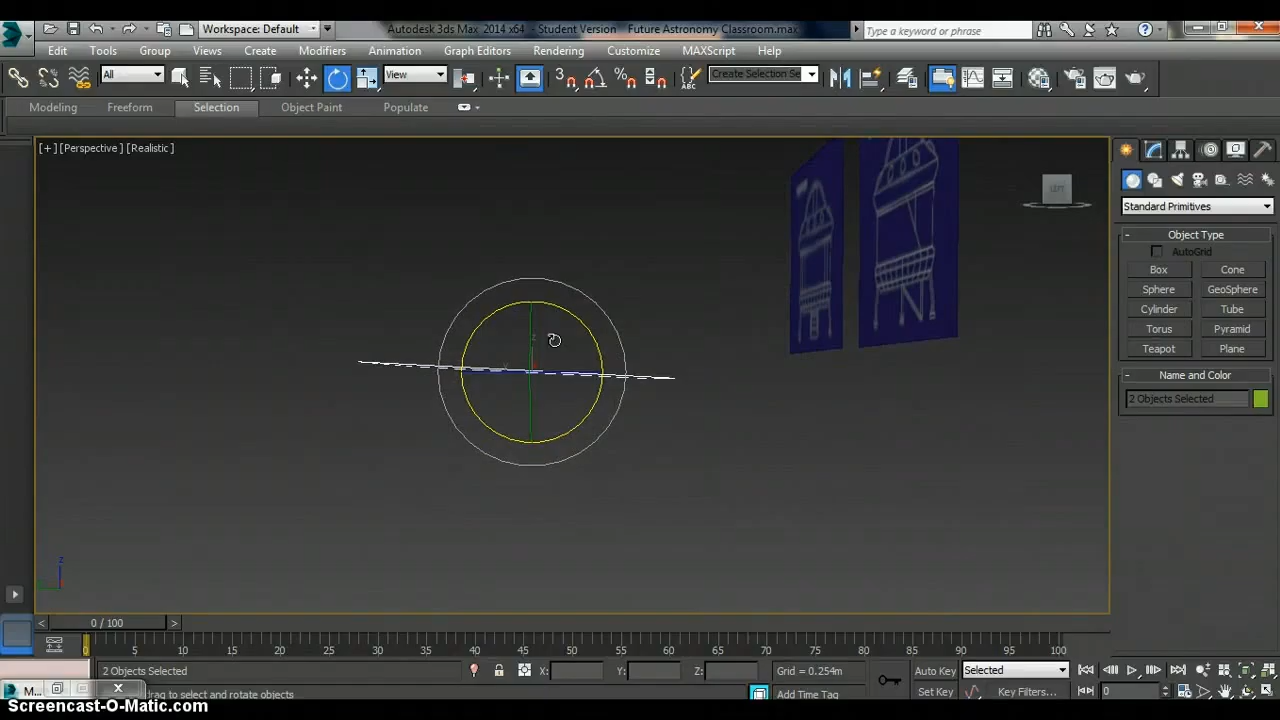 Workspace: Default
Autodesk 3ds Max 2014 x64 - Student Version Future Astronomy Classroom.max
Type a keyword or phrase
Edit Tools Group Views Create Modifiers Animation Graph Editors Rendering Customize MAXScript Help
All
View
Create Selection Se
Modeling Freeform Selection Object Paint Populate
[+] [Perspective] [Realistic]
LEFT
Standard Primitives
Object Type
AutoGrid
Box Cone
Sphere GeoSphere
Cylinder Tube
Torus Pyramid
Teapot Plane
Name and Color
2 Objects Selected
z
z
0 / 100
0 5 10 15 20 25 30 35 40 45 50 55 60 65 70 75 80 85 90 95 100
2 Objects Selected X: Y: Z: Grid = 0.254m Auto Key Selected
M... drag to select and rotate objects Add Time Tag Set Key Key Filters... 0
Screencast-O-Matic.com